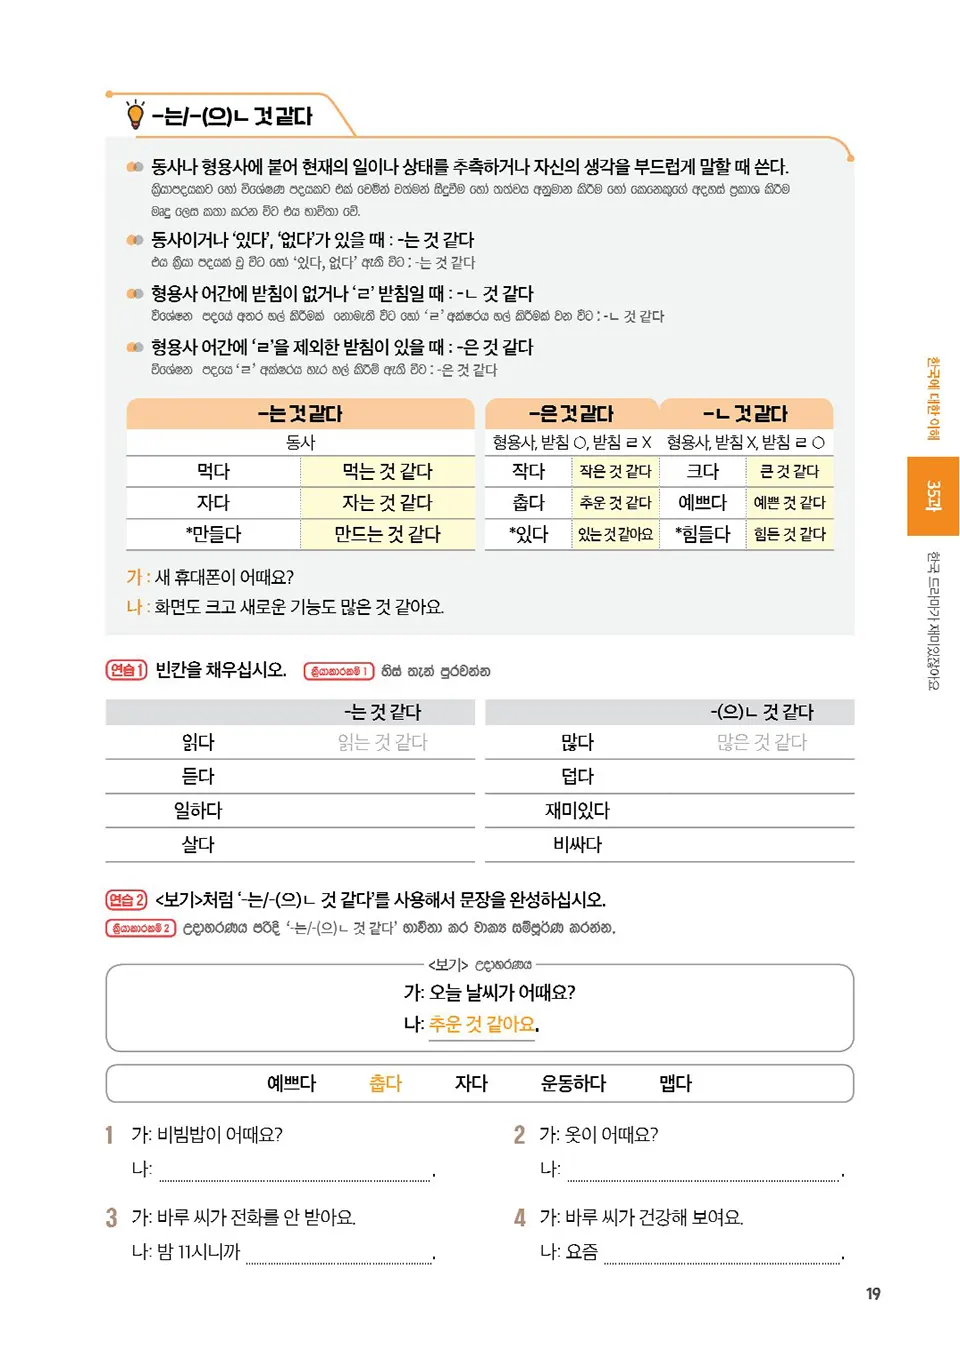 -는/-(으)ㄴ 것 같다
동사나 형용사에 붙어 현재의 일이나 상태를 추측하거나 자신의 생각을 부드럽게 말할 때 쓴다.
ක්‍රියාපදයකට හෝ විශේෂණ පදයකට එක් වෙමින් වත්මන් සිදුවීම හෝ තත්වය අනුමාන කිරීම හෝ කෙනෙකුගේ අදහස් ප්‍රකාශ කිරීම
මෘදු ලෙස කතා කරන විට එය භාවිතා වේ.
동사이거나 ‘있다’, ‘없다’가 있을 때 : -는 것 같다
එය ක්‍රියා පදයක් වූ විට හෝ ‘있다, 없다’ ඇති විට : -는 것 같다
형용사 어간에 받침이 없거나 ‘ㄹ’ 받침일 때 : -ㄴ 것 같다
විශේෂන පදයේ අතර හල් කිරීමක් නොමැති විට හෝ ‘ㄹ’ අක්ෂරය හල් කිරීමක් වන විට : -ㄴ 것 같다
형용사 어간에 ‘ㄹ’을 제외한 받침이 있을 때 : -은 것 같다
විශේෂන පදයෙ ‘ㄹ’ අක්ෂරය හැර හල් කිරීම් ඇති විට : -은 것 같다
-는 것 같다 -은 것 같다 -ㄴ 것 같다
동사 형용사, 받침 O, 받침 ㄹ X 형용사, 받침 X, 받침 ㄹ O
먹다 먹는 것 같다 작다 작은 것 같다 크다 큰 것 같다
자다 자는 것 같다 춥다 추운 것 같다 예쁘다 예쁜 것 같다
*만들다 만드는 것 같다 *있다 있는 것 같아요 *힘들다 힘든 것 같다
가 : 새 휴대폰이 어때요?
나 : 화면도 크고 새로운 기능도 많은 것 같아요.
연습 1 빈칸을 채우십시오. ක්‍රියාකාරකම් 1 හිස් තැන් පුරවන්න
-는 것 같다 -(으)ㄴ 것 같다
읽다 읽는 것 같다 많다 많은 것 같다
듣다 덥다
일하다 재미있다
살다 비싸다
연습 2 <보기>처럼 ‘-는/-(으)ㄴ 것 같다’를 사용해서 문장을 완성하십시오.
ක්‍රියාකාරකම් 2 උදාහරණය පරිදි ‘-는/-(으)ㄴ 것 같다’ භාවිතා කර වාක්‍ය සම්පූර්ණ කරන්න.
<보기> උදාහරණය
가: 오늘 날씨가 어때요?
나: 추운 것 같아요.
예쁘다 춥다 자다 운동하다 맵다
1 가: 비빔밥이 어때요?
나: .
2 가: 옷이 어때요?
나: .
3 가: 바루 씨가 전화를 안 받아요.
나: 밤 11시니까 .
4 가: 바루 씨가 건강해 보여요.
나: 요즘 .
한국에 대한 이해
35과
한국 드라마가 재미있잖아요
19